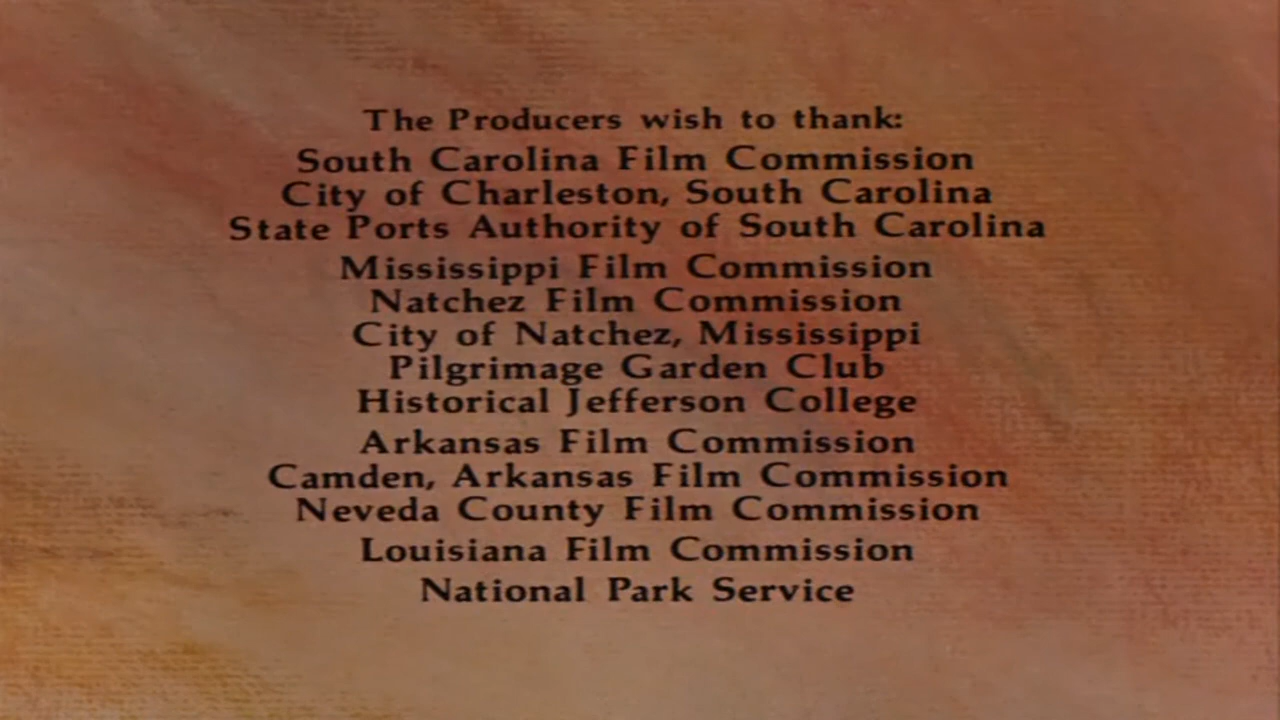 The Producers wish to thank:
South Carolina Film Commission
City of Charleston, South Carolina
State Ports Authority of South Carolina
Mississippi Film Commission
Natchez Film Commission
City of Natchez, Mississippi
Pilgrimage Garden Club
Historical Jefferson College
Arkansas Film Commission
Camden, Arkansas Film Commission
Neveda County Film Commission
Louisiana Film Commission
National Park Service